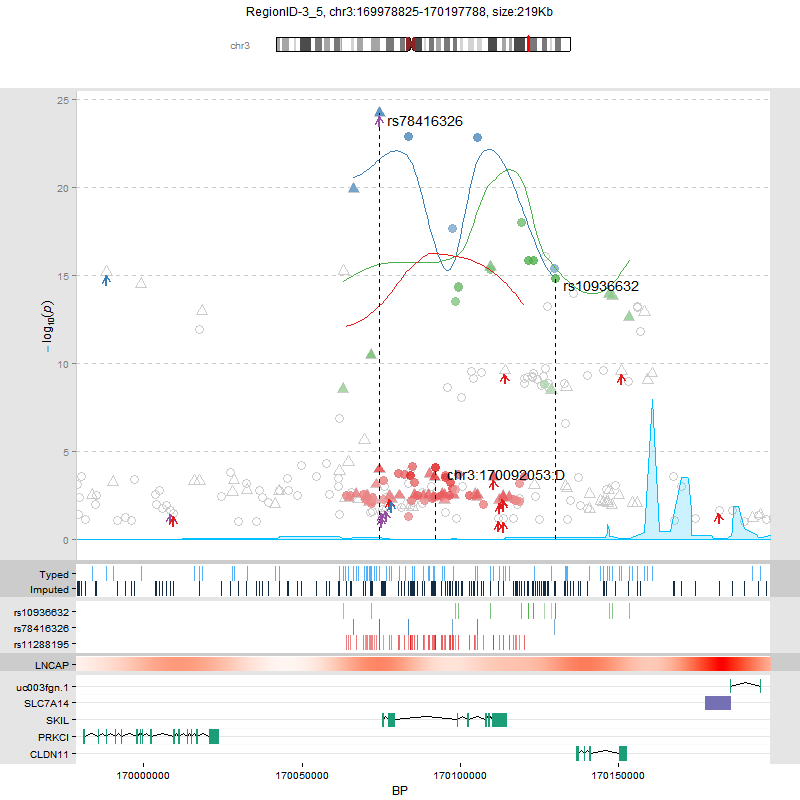 RegionID-3_5, chr3:169978825-170197788, size:219Kb
chr3
25
rs78416326
20
15
rs10936632
− log10(p)
10
5
chr3:170092053:D
0
Typed
Imputed
rs10936632
rs78416326
rs11288195
LNCAP
uc003fgn.1
SLC7A14
SKIL
PRKCI
CLDN11
170000000 170050000 170100000 170150000
BP